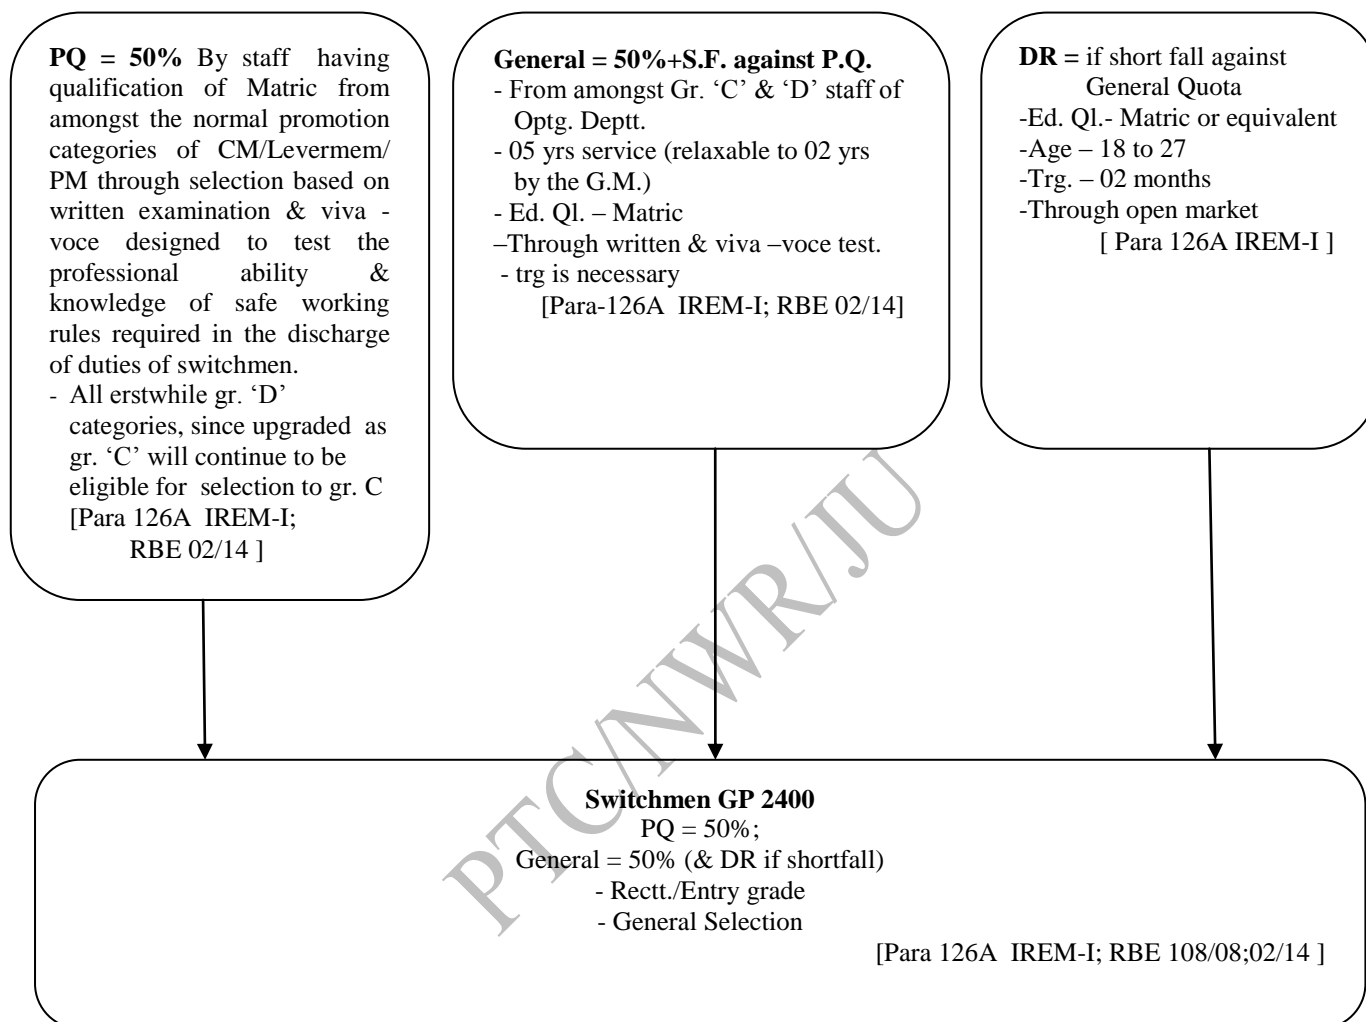 PQ = 50% By staff having
qualification of Matric from
amongst the normal promotion
categories of CM/Levermem/
PM through selection based on
written examination & viva -
voce designed to test the
professional ability &
knowledge of safe working
rules required in the discharge
of duties of switchmen.
- All erstwhile gr. ‘D’
categories, since upgraded as
gr. ‘C’ will continue to be
eligible for selection to gr. C
[Para 126A IREM-I;
RBE 02/14 ]
General = 50%+S.F. against P.Q.
- From amongst Gr. ‘C’ & ‘D’ staff of
Optg. Deptt.
- 05 yrs service (relaxable to 02 yrs
by the G.M.)
- Ed. Ql. – Matric
–Through written & viva –voce test.
- trg is necessary
[Para-126A IREM-I; RBE 02/14]
DR = if short fall against
General Quota
-Ed. Ql.- Matric or equivalent
-Age – 18 to 27
-Trg. – 02 months
-Through open market
[ Para 126A IREM-I ]
PTC/NWR/JU
Switchmen GP 2400
PQ = 50%;
General = 50% (& DR if shortfall)
- Rectt./Entry grade
- General Selection
[Para 126A IREM-I; RBE 108/08;02/14 ]